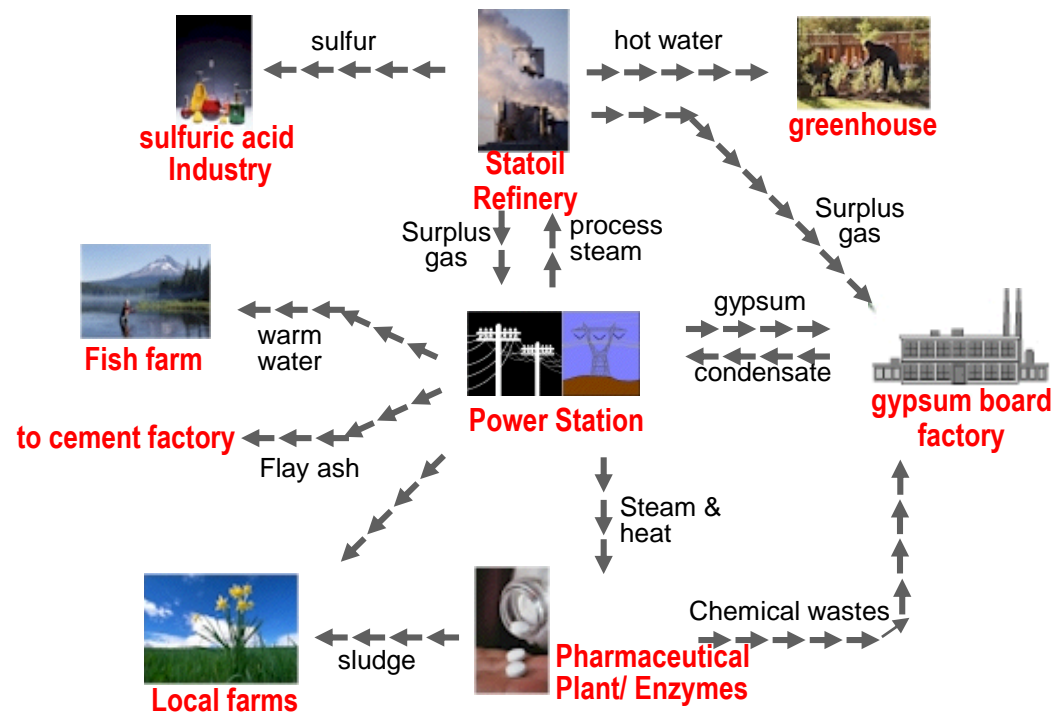 sulfur
hot water
sulfuric acid
Industry
Statoil
Refinery
greenhouse
Surplus
gas
process
steam
Surplus
gas
Fish farm
warm
water
gypsum
condensate
Power Station
gypsum board
factory
to cement factory
Flay ash
Steam &
heat
Local farms
sludge
Pharmaceutical
Plant/ Enzymes
Chemical wastes